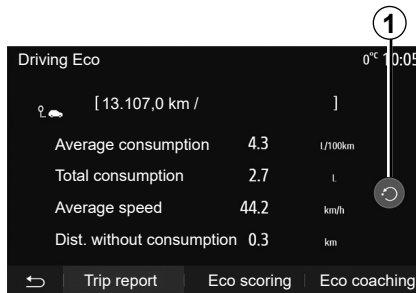 1
Driving Eco 0°C 10:05
[ 13.107,0 km / ]
Average consumption 4.3 L/100km
Total consumption 2.7 L
Average speed 44.2 km/h
Dist. without consumption 0.3 km
Trip report Eco scoring Eco coaching